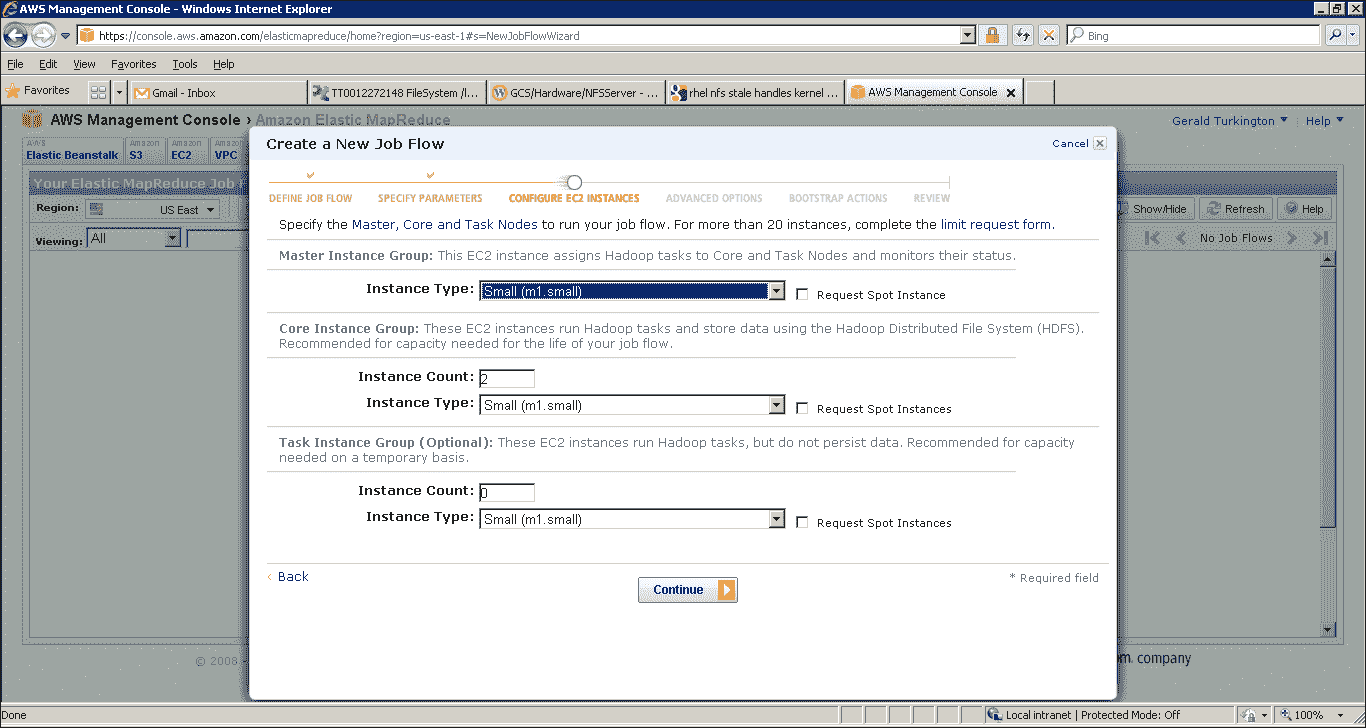 AWS Management Console - Windows Internet Explorer
https://console.aws.amazon.com/elasticmapreduce/home?region=us-east-1#s=NewJobFlowWizard
Bing
File Edit View Favorites Tools Help
Favorites
Gmail - Inbox
TT0012272148 FileSystem /l...
GCS/Hardware/NFSServer - ...
rhel nfs stale handles kernel ...
AWS Management Console
AWS Management Console › Amazon Elastic MapReduce
Gerald Turkington
Help
AWS Elastic Beanstalk
Amazon S3
Amazon EC2
Amazon VPC
Your Elastic MapReduce Job F
Region: US East
Show/Hide Refresh Help
Viewing: All
No Job Flows
Create a New Job Flow
Cancel
DEFINE JOB FLOW SPECIFY PARAMETERS CONFIGURE EC2 INSTANCES ADVANCED OPTIONS BOOTSTRAP ACTIONS REVIEW
Specify the Master, Core and Task Nodes to run your job flow. For more than 20 instances, complete the limit request form.
Master Instance Group: This EC2 instance assigns Hadoop tasks to Core and Task Nodes and monitors their status.
Instance Type: Small (m1.small) Request Spot Instance
Core Instance Group: These EC2 instances run Hadoop tasks and store data using the Hadoop Distributed File System (HDFS).
Recommended for capacity needed for the life of your job flow.
Instance Count: 2
Instance Type: Small (m1.small) Request Spot Instances
Task Instance Group (Optional): These EC2 instances run Hadoop tasks, but do not persist data. Recommended for capacity
needed on a temporary basis.
Instance Count: 0
Instance Type: Small (m1.small) Request Spot Instances
‹ Back
Continue
* Required field
© 2008
m. company
Done
Local intranet | Protected Mode: Off
100%